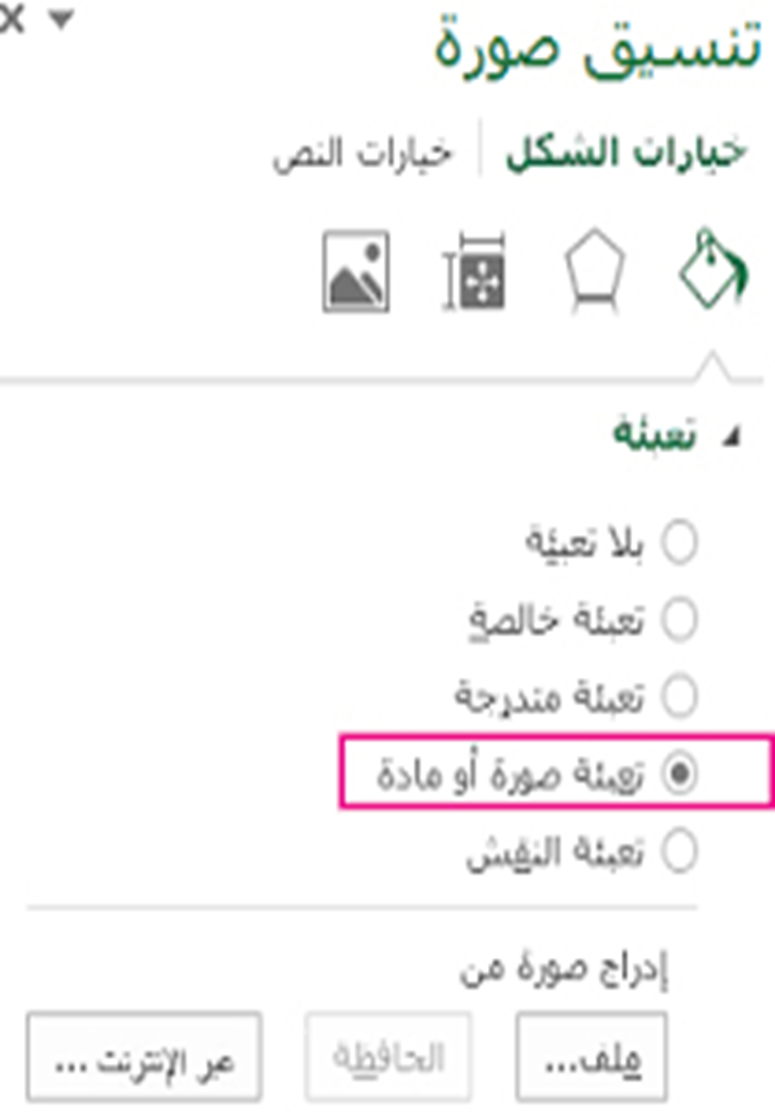 تنسيق صورة
خيارات الشكل | خيارات النص
تعبئة
بلا تعبئة
تعبئة خالصة
تعبئة متدرجة
تعبئة صورة أو مادة
تعبئة النقش
إدراج صورة من
ملف... الحافظة عبر الإنترنت ...